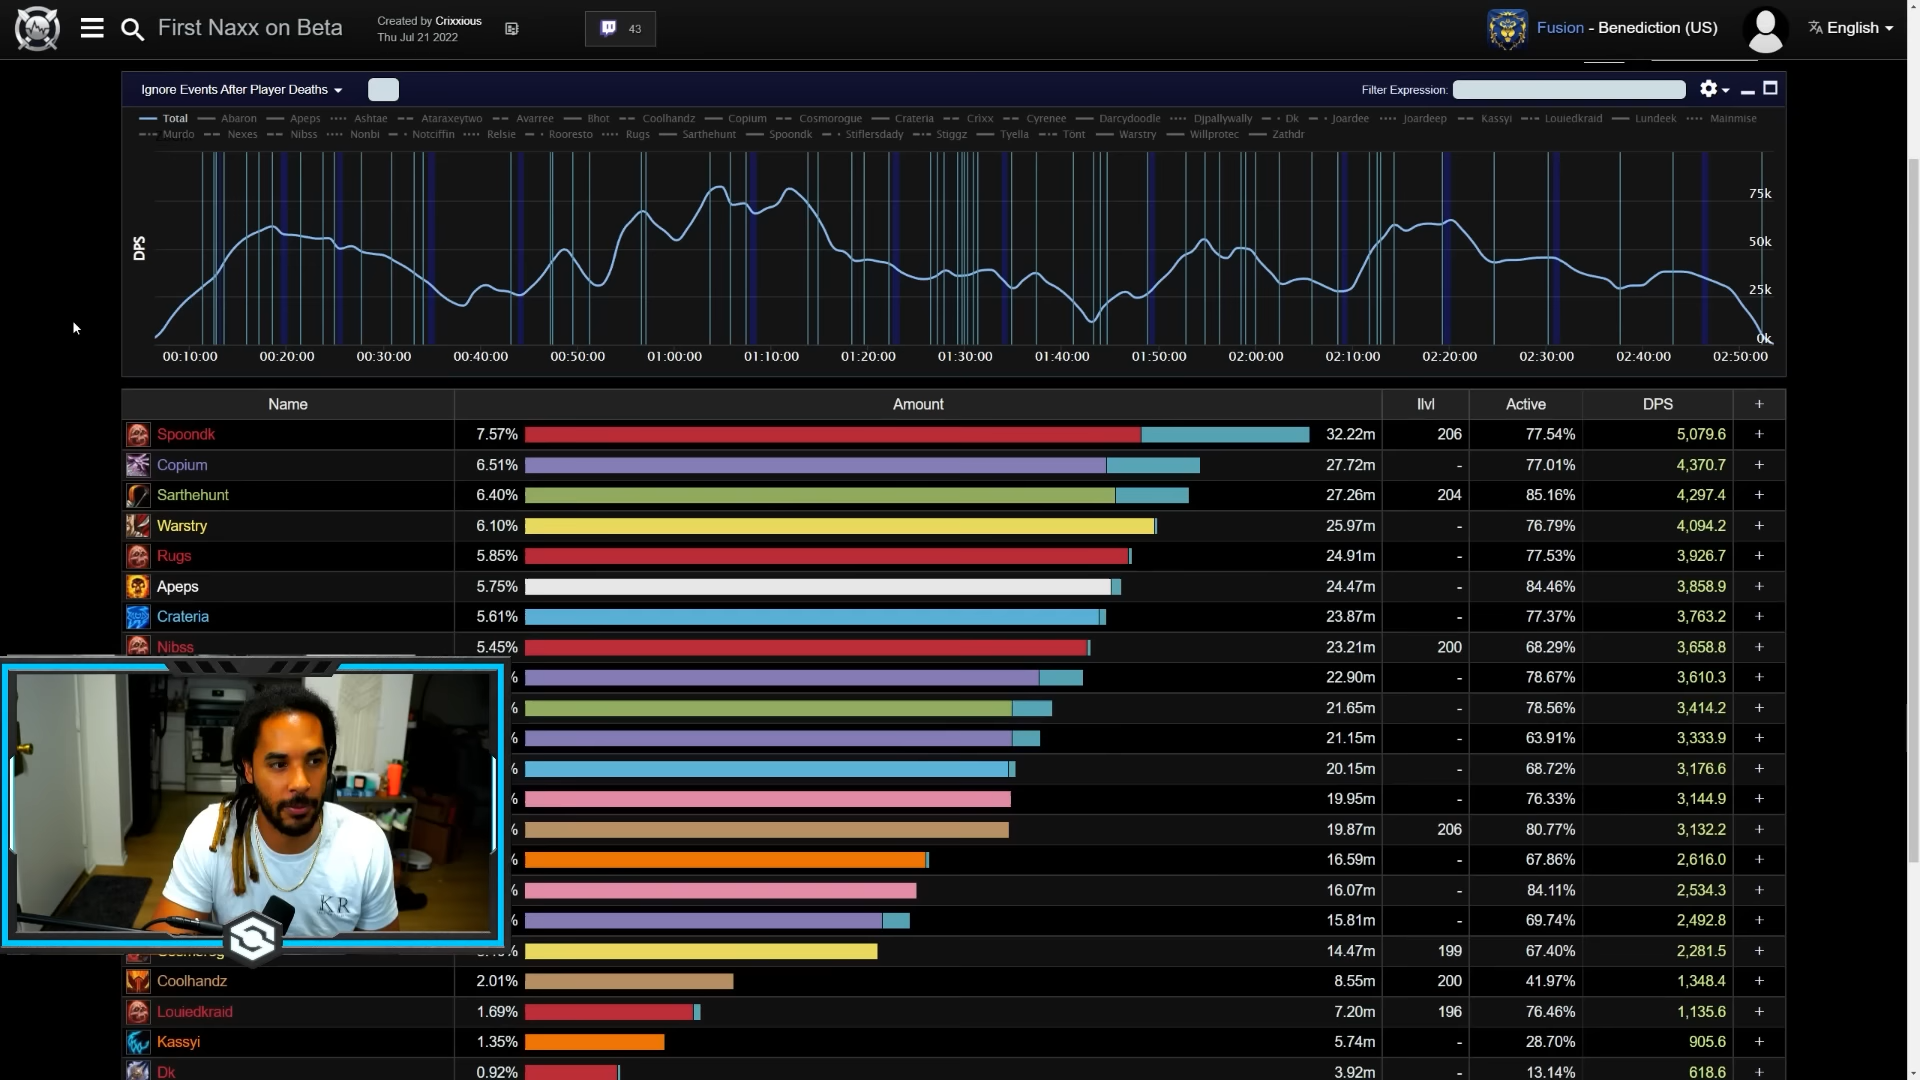 First Naxx on Beta
Created by Crixxious
Thu Jul 21 2022
43
Fusion - Benediction (US)
English
Ignore Events After Player Deaths
Filter Expression:
Total Abaron Apeps Ashtae Ataraxeytwo Avarree Bhot Coolhandz Copium Cosmorogue Crateria Crixx Cyrenee Darcydoodle Djpallywally Dk Joardee Joardeep Kassyi Louiedkraid Lundeek Mainmise
Murdo Nexes Nibss Nonbi Notciffin Relsie Rooresto Rugs Sarthehunt Spoondk Stiflersdady Stiggz Tyella Tönt Warstry Willprotec Zathdr
DPS
75k
50k
25k
0k
00:10:00 00:20:00 00:30:00 00:40:00 00:50:00 01:00:00 01:10:00 01:20:00 01:30:00 01:40:00 01:50:00 02:00:00 02:10:00 02:20:00 02:30:00 02:40:00 02:50:00
Name Amount Ilvl Active DPS +
Spoondk 7.57% 32.22m 206 77.54% 5,079.6 +
Copium 6.51% 27.72m - 77.01% 4,370.7 +
Sarthehunt 6.40% 27.26m 204 85.16% 4,297.4 +
Warstry 6.10% 25.97m - 76.79% 4,094.2 +
Rugs 5.85% 24.91m - 77.53% 3,926.7 +
Apeps 5.75% 24.47m - 84.46% 3,858.9 +
Crateria 5.61% 23.87m - 77.37% 3,763.2 +
Nibss 5.45% 23.21m 200 68.29% 3,658.8 +
% 22.90m - 78.67% 3,610.3 +
% 21.65m - 78.56% 3,414.2 +
% 21.15m - 63.91% 3,333.9 +
% 20.15m - 68.72% 3,176.6 +
% 19.95m - 76.33% 3,144.9 +
% 19.87m 206 80.77% 3,132.2 +
% 16.59m - 67.86% 2,616.0 +
% 16.07m - 84.11% 2,534.3 +
% 15.81m - 69.74% 2,492.8 +
14.47m 199 67.40% 2,281.5 +
Coolhandz 2.01% 8.55m 200 41.97% 1,348.4 +
Louiedkraid 1.69% 7.20m 196 76.46% 1,135.6 +
Kassyi 1.35% 5.74m - 28.70% 905.6 +
Dk 0.92% 3.92m - 13.14% 618.6 +
KR